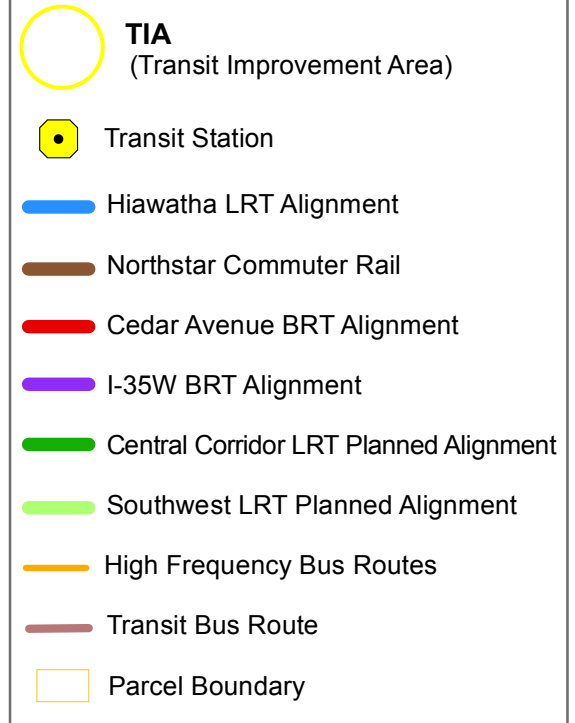 TIA
(Transit Improvement Area)
Transit Station
Hiawatha LRT Alignment
Northstar Commuter Rail
Cedar Avenue BRT Alignment
I-35W BRT Alignment
Central Corridor LRT Planned Alignment
Southwest LRT Planned Alignment
High Frequency Bus Routes
Transit Bus Route
Parcel Boundary